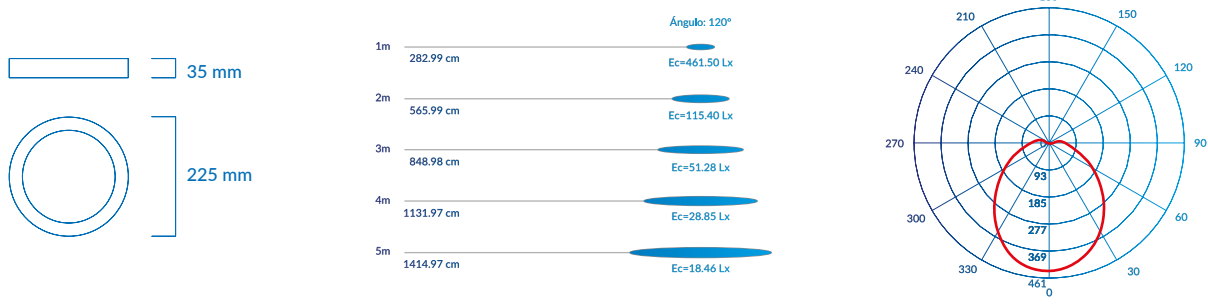 35 mm
225 mm
Ángulo: 120°
1m
282.99 cm
Ec=461.50 Lx
2m
565.99 cm
Ec=115.40 Lx
3m
848.98 cm
Ec=51.28 Lx
4m
1131.97 cm
Ec=28.85 Lx
5m
1414.97 cm
Ec=18.46 Lx
210
150
240
120
270
0
90
93
185
300
60
277
369
330
30
461
0